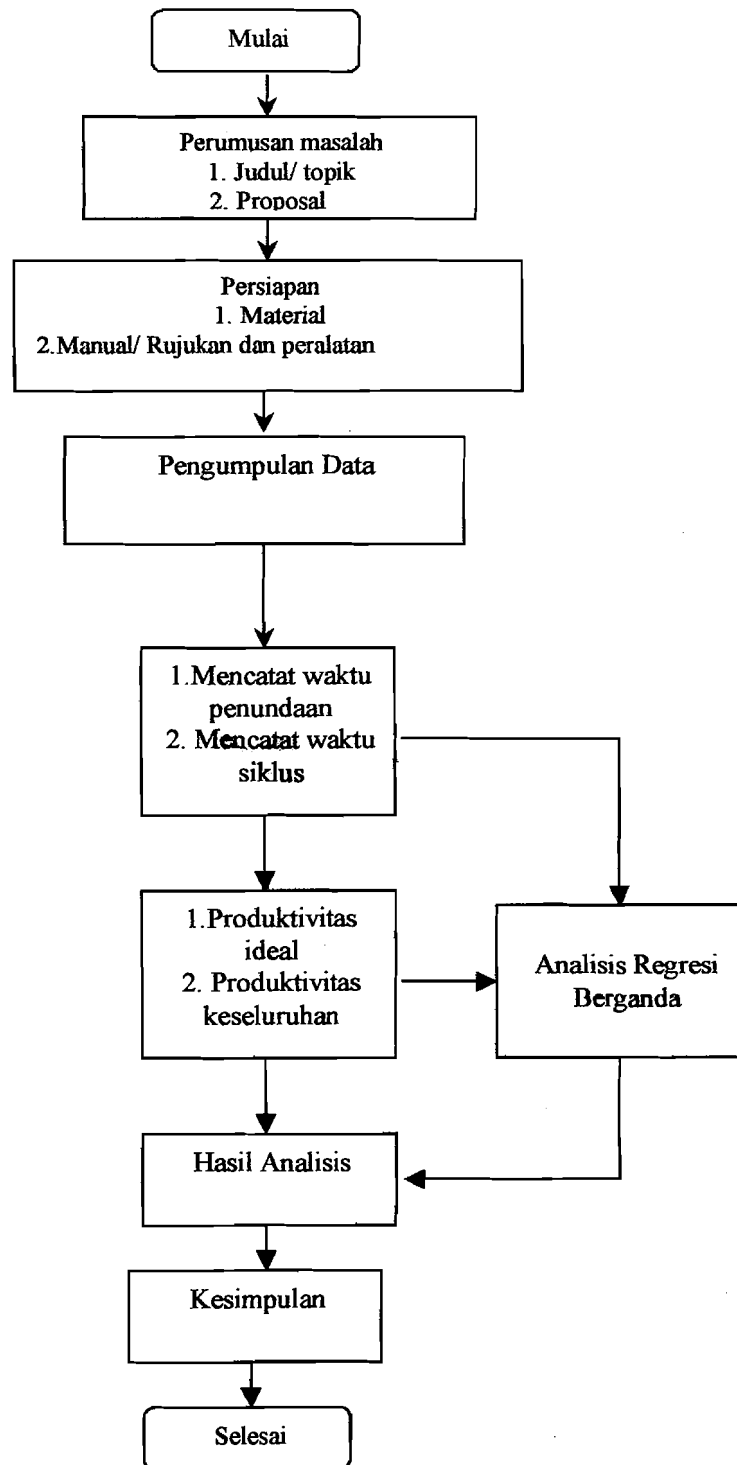 Mulai
Perumusan masalah
1. Judul/ topik
2. Proposal
Persiapan
1. Material
2.Manual/ Rujukan dan peralatan
Pengumpulan Data
1.Mencatat waktu
penundaan
2. Mencatat waktu
siklus
1.Produktivitas
ideal
2. Produktivitas
keseluruhan
Analisis Regresi
Berganda
Hasil Analisis
Kesimpulan
Selesai